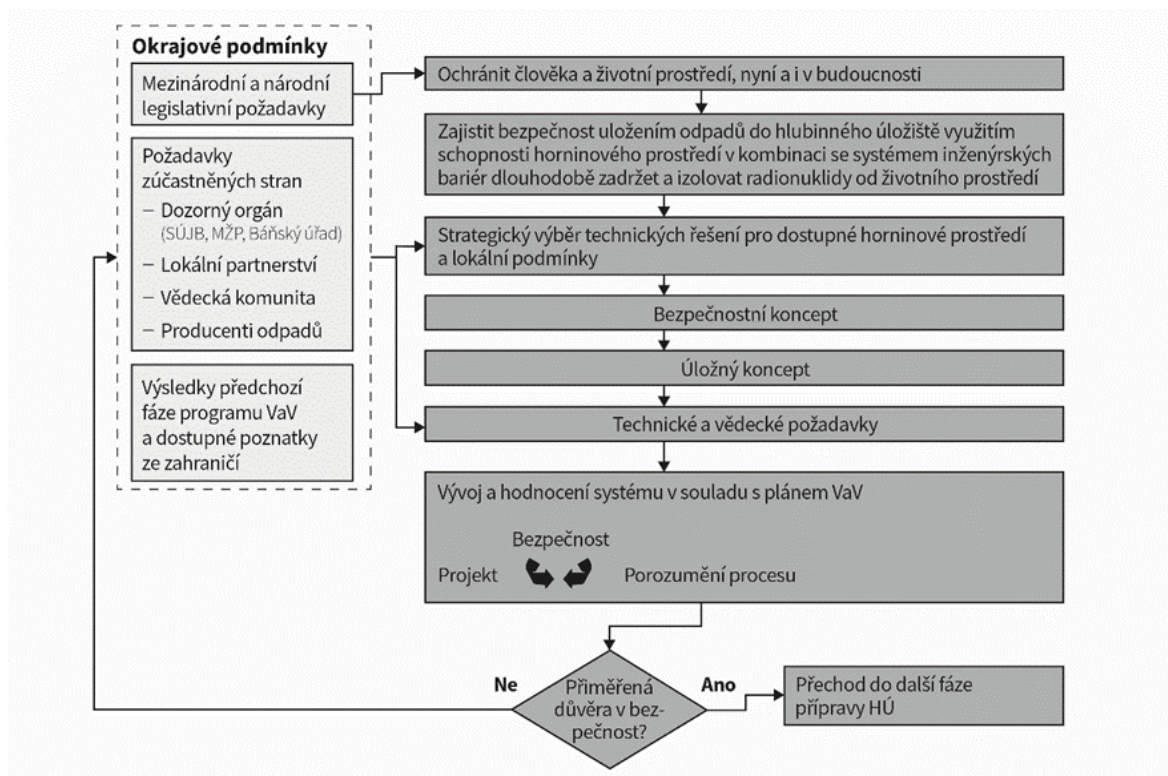 Okrajové podmínky
Mezinárodní a národní
legislativní požadavky
Požadavky
zúčastněných stran
– Dozorný orgán
(SÚJB, MŽP, Báňský úřad)
– Lokální partnerství
– Vědecká komunita
– Producenti odpadů
Výsledky předchozí
fáze programu VaV
a dostupné poznatky
ze zahraničí
Ochránit člověka a životní prostředí, nyní a i v budoucnosti
Zajistit bezpečnost uložením odpadů do hlubinného úložiště využitím
schopnosti horninového prostředí v kombinaci se systémem inženýrských
bariér dlouhodobě zadržet a izolovat radionuklidy od životního prostředí
Strategický výběr technických řešení pro dostupné horninové prostředí
a lokální podmínky
Bezpečnostní koncept
Úložný koncept
Technické a vědecké požadavky
Vývoj a hodnocení systému v souladu s plánem VaV
Bezpečnost
Projekt
Porozumění procesu
Ne
Přiměřená
důvěra v bez-
pečnost?
Ano
Přechod do další fáze
přípravy HÚ